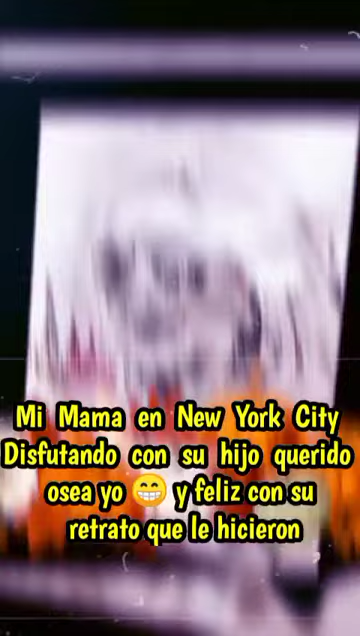 Mi Mama en New York City
Disfutando con su hijo querido
osea yo 😁 y feliz con su
retrato que le hicieron